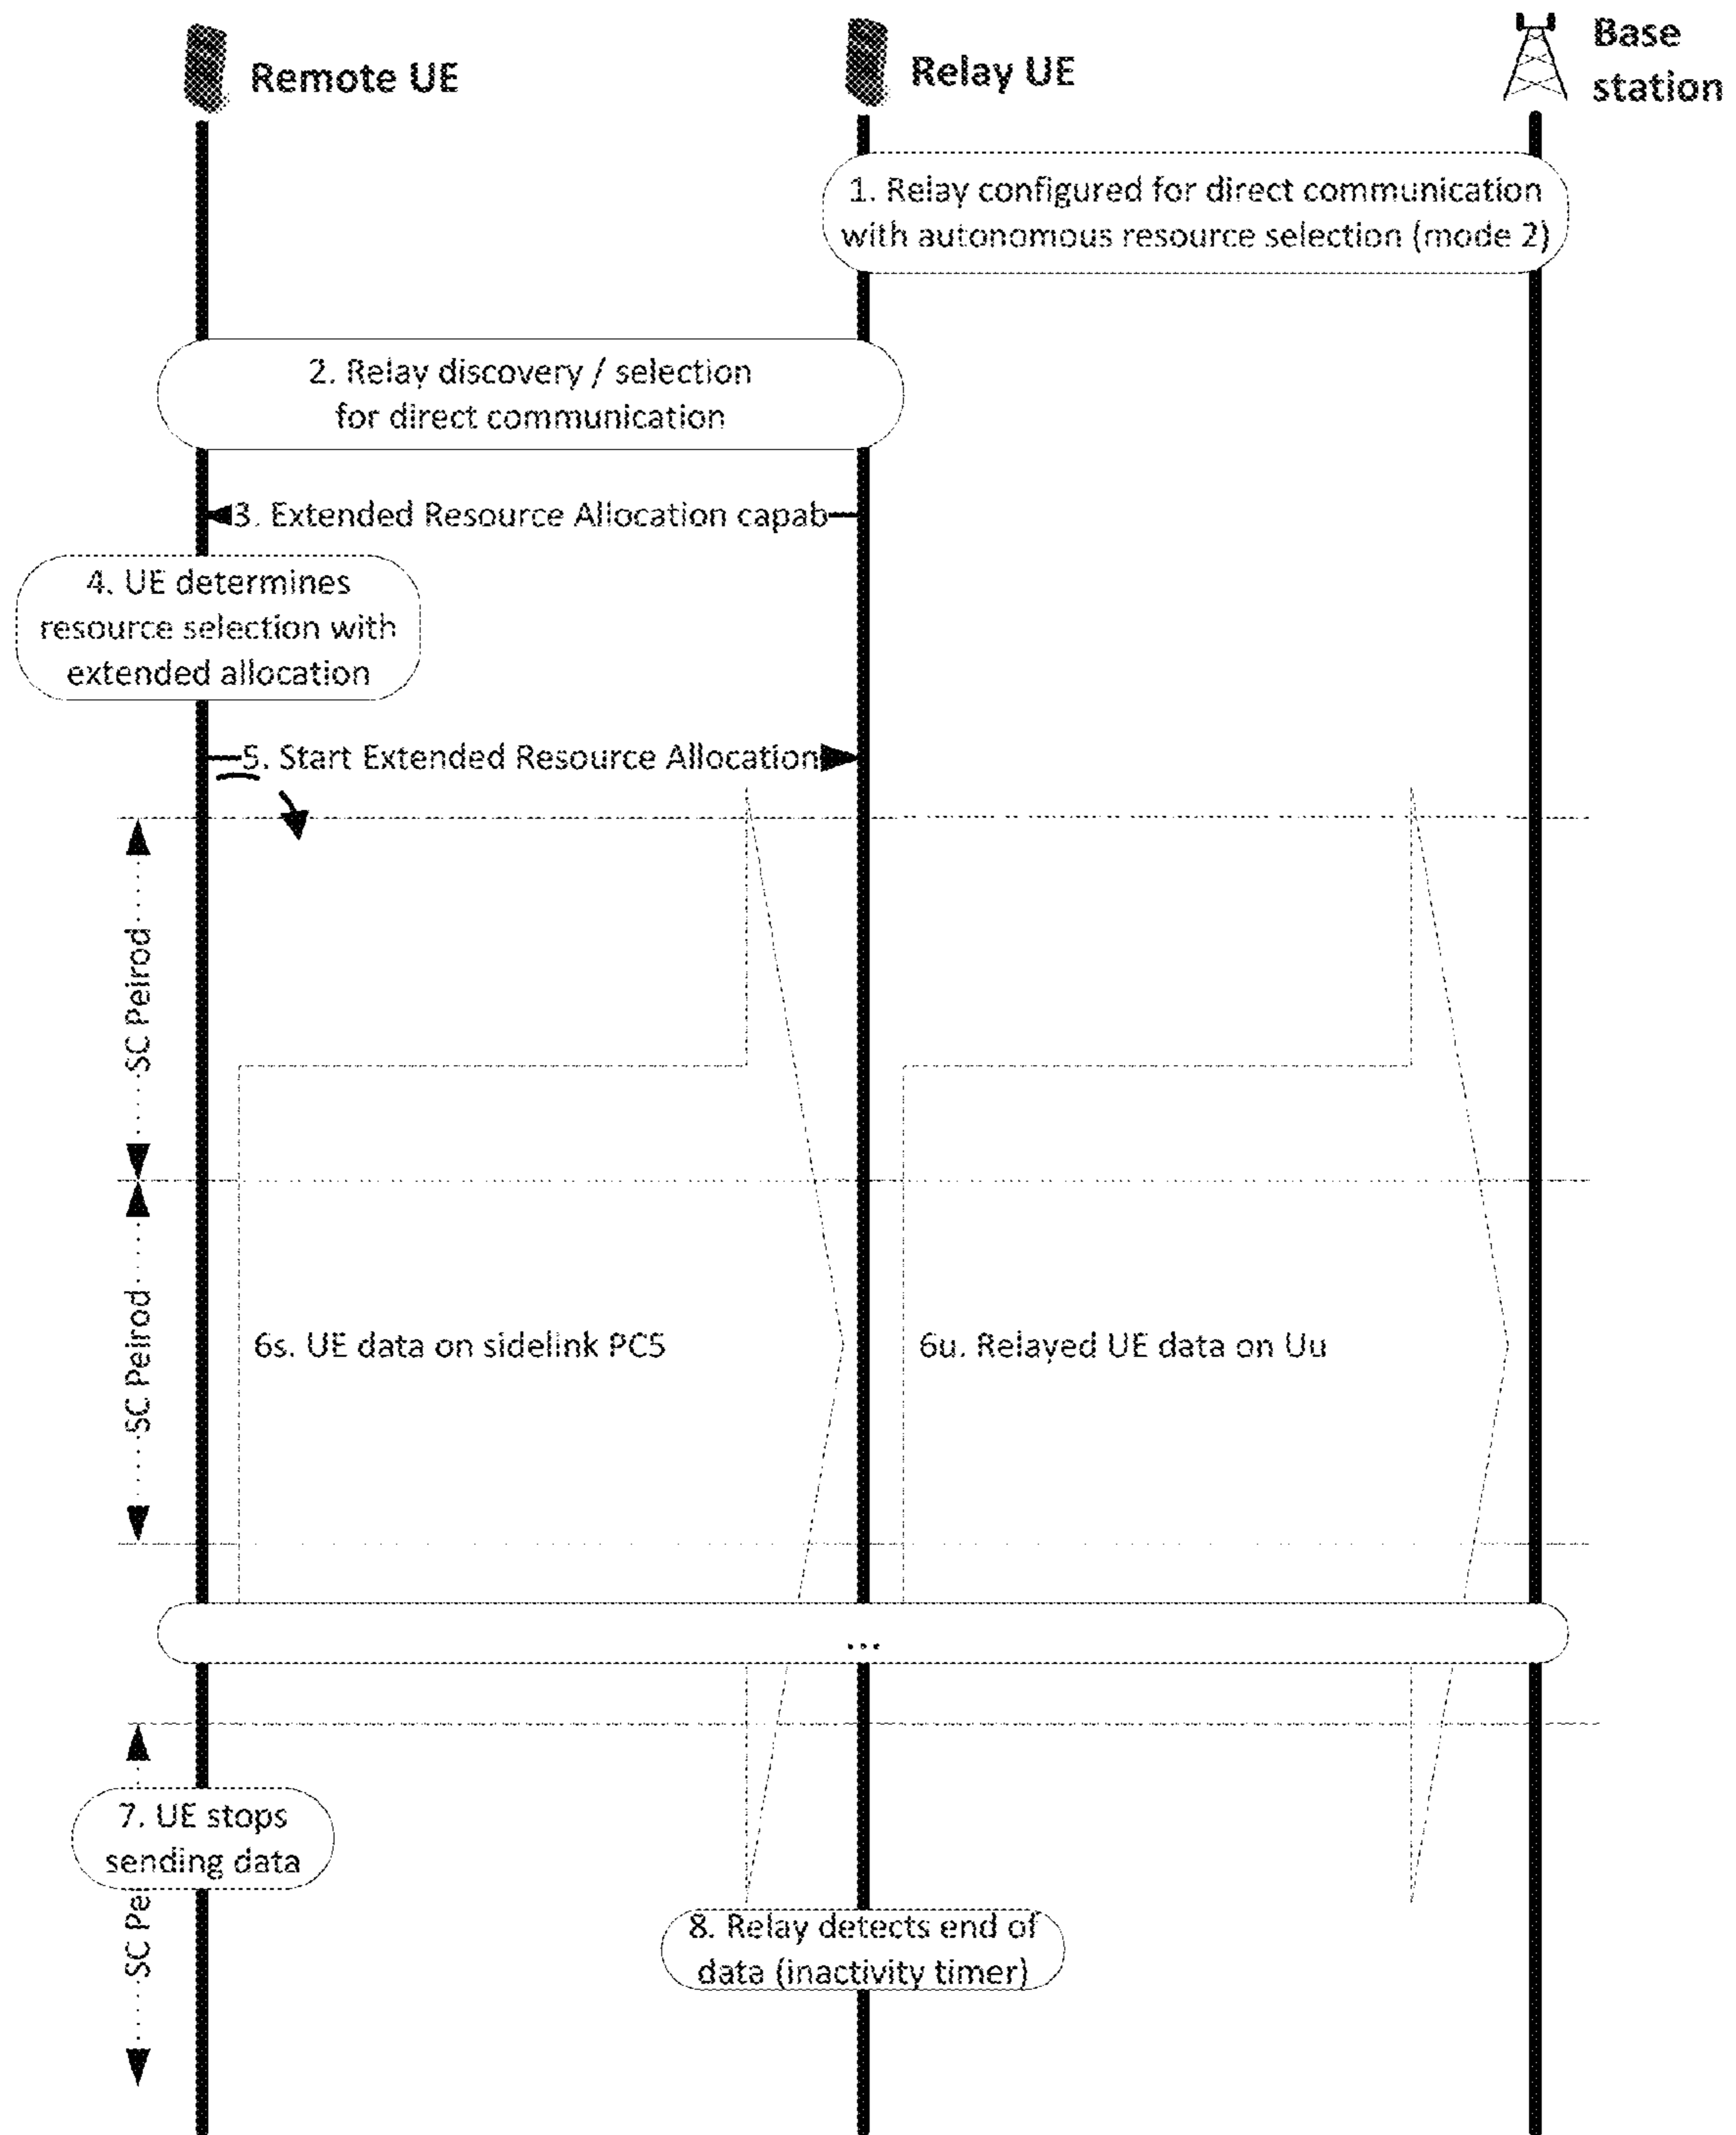 Remote UE
Relay UE
Base
station
1. Relay configured for direct communication
with autonomous resource selection (mode 2)
2. Relay discovery / selection
for direct communication
3. Extended Resource Allocation capab
4. UE determines
resource selection with
extended allocation
5. Start Extended Resource Allocation
SC Peirod
SC Peirod
6s. UE data on sidelink PC5
6u. Relayed UE data on Uu
...
7. UE stops
sending data
SC Pe
8. Relay detects end of
data (inactivity timer)